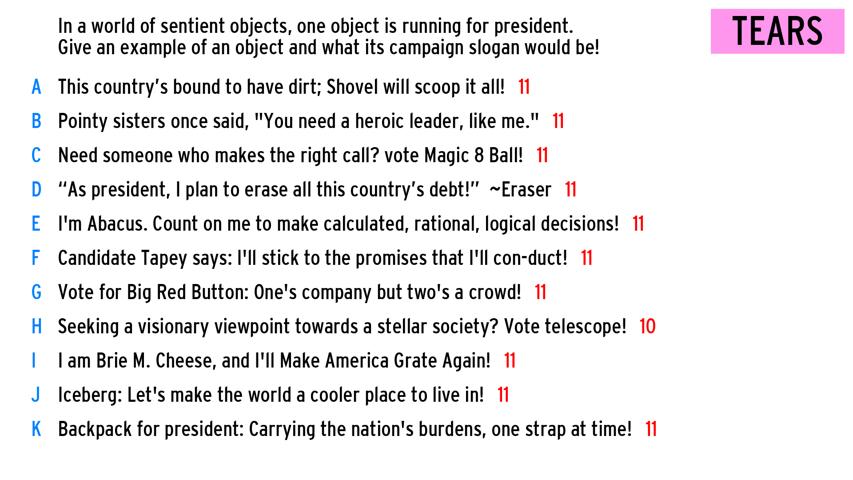 In a world of sentient objects, one object is running for president.
Give an example of an object and what its campaign slogan would be!
TEARS
A This country's bound to have dirt; Shovel will scoop it all! 11
B Pointy sisters once said, "You need a heroic leader, like me." 11
C Need someone who makes the right call? vote Magic 8 Ball! 11
D “As president, I plan to erase all this country's debt!” ~Eraser 11
E I'm Abacus. Count on me to make calculated, rational, logical decisions! 11
F Candidate Tapey says: I'll stick to the promises that I'll con-duct! 11
G Vote for Big Red Button: One's company but two's a crowd! 11
H Seeking a visionary viewpoint towards a stellar society? Vote telescope! 10
I I am Brie M. Cheese, and I'll Make America Grate Again! 11
J Iceberg: Let's make the world a cooler place to live in! 11
K Backpack for president: Carrying the nation's burdens, one strap at time! 11